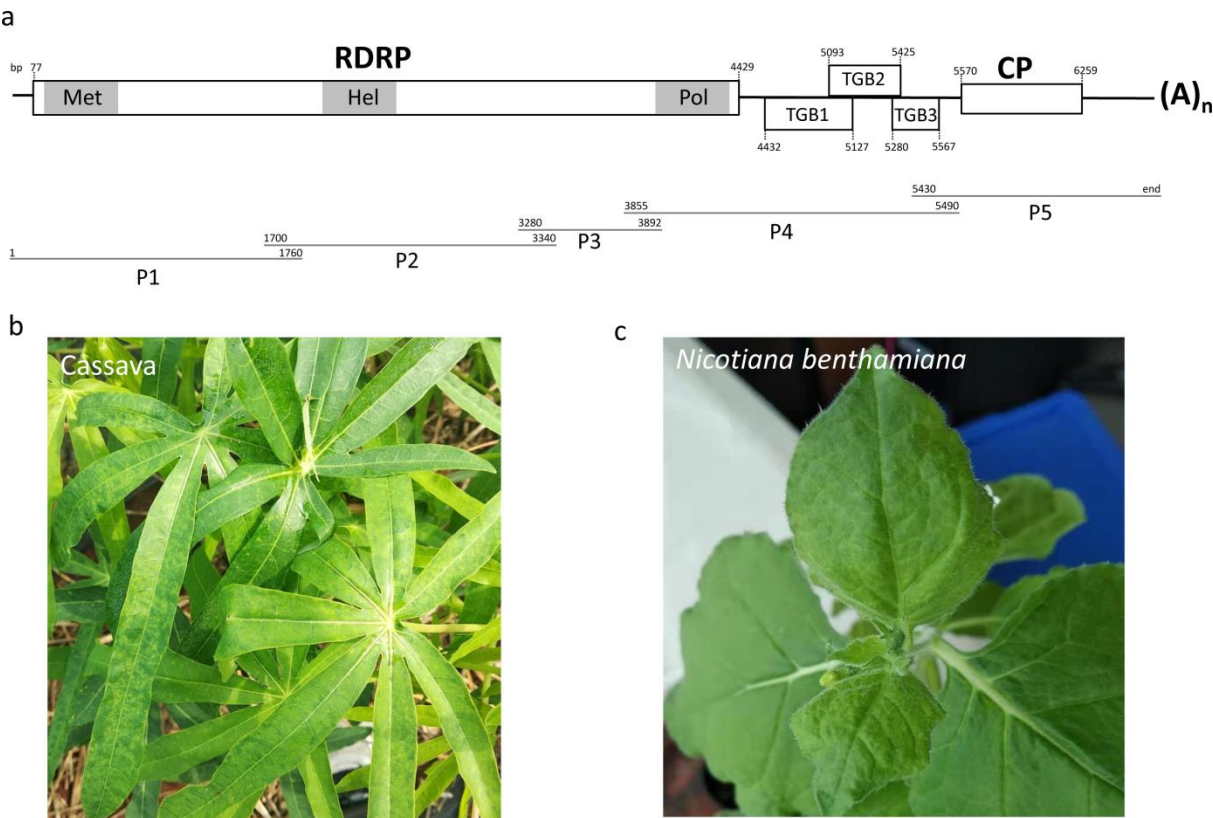 a
RDRP
CP
bp
77
4429
5093
5425
5570
6259
Met
Hel
Pol
TGB2
(A)n
TGB1
TGB3
4432
5127
5280
5567
5430
end
P5
3855
5490
P4
3280
3892
P3
1700
3340
P2
1
1760
P1
b
c
Cassava
Nicotiana benthamiana